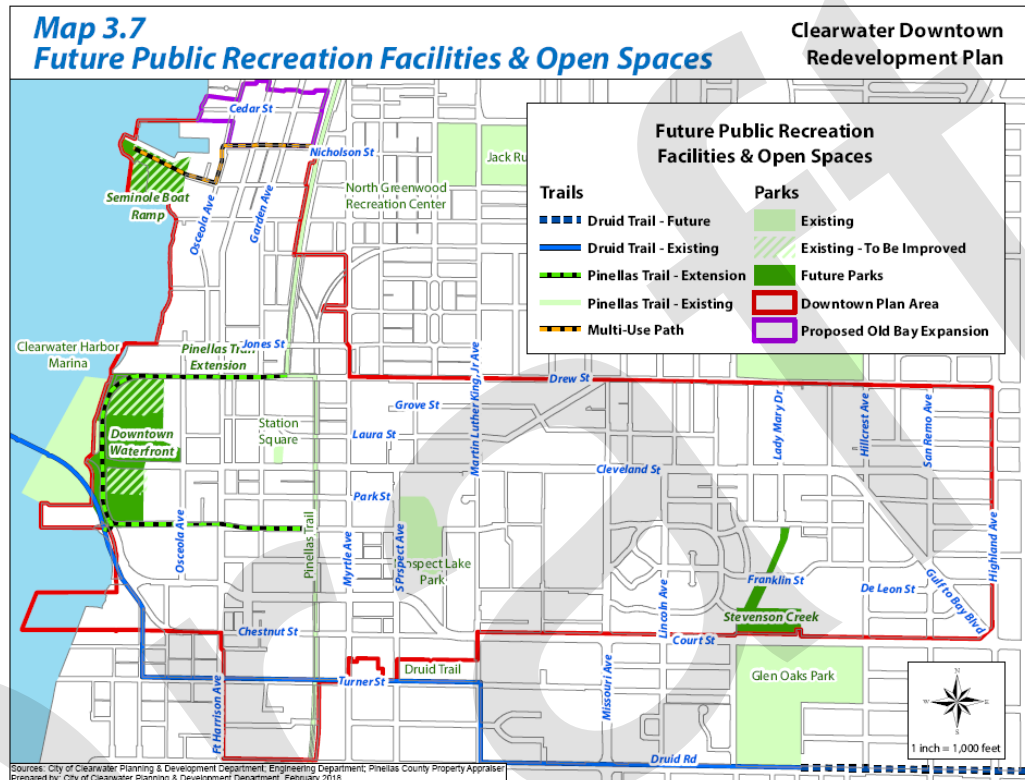 Map 3.7
Future Public Recreation Facilities & Open Spaces
Clearwater Downtown
Redevelopment Plan
Cedar St
Nicholson St
Seminole Boat
Ramp
Osceola Ave
Garden Ave
North Greenwood
Recreation Center
Jack Ru
Future Public Recreation
Facilities & Open Spaces
Trails
Druid Trail - Future
Druid Trail - Existing
Pinellas Trail - Extension
Pinellas Trail - Existing
Multi-Use Path
Parks
Existing
Existing - To Be Improved
Future Parks
Downtown Plan Area
Proposed Old Bay Expansion
Clearwater Harbor
Marina
Pinellas Trail
Extension
Jones St
Drew St
Grove St
Laura St
Station
Square
Downtown
Waterfront
Cleveland St
Park St
Martin Luther King, Jr Ave
Lady Mary Dr
Hillcrest Ave
San Remo Ave
Highland Ave
Osceola Ave
Pinellas Trail
Myrtle Ave
S Prspect Ave
ospect Lake
Park
Franklin St
De Leon St
Gulf to Bay Blvd
Stevenson Creek
Lincoln Ave
Court St
Chestnut St
Druid Trail
Turner St
Ft Harrison Ave
Missouri Ave
Glen Oaks Park
Druid Rd
N
E
S
1 inch = 1,000 feet
Sources: City of Clearwater Planning & Development Department, Engineering Department; Pinellas County Property Appraiser
Prepared by: City of Clearwater Planning & Development Department, February 2018
raft